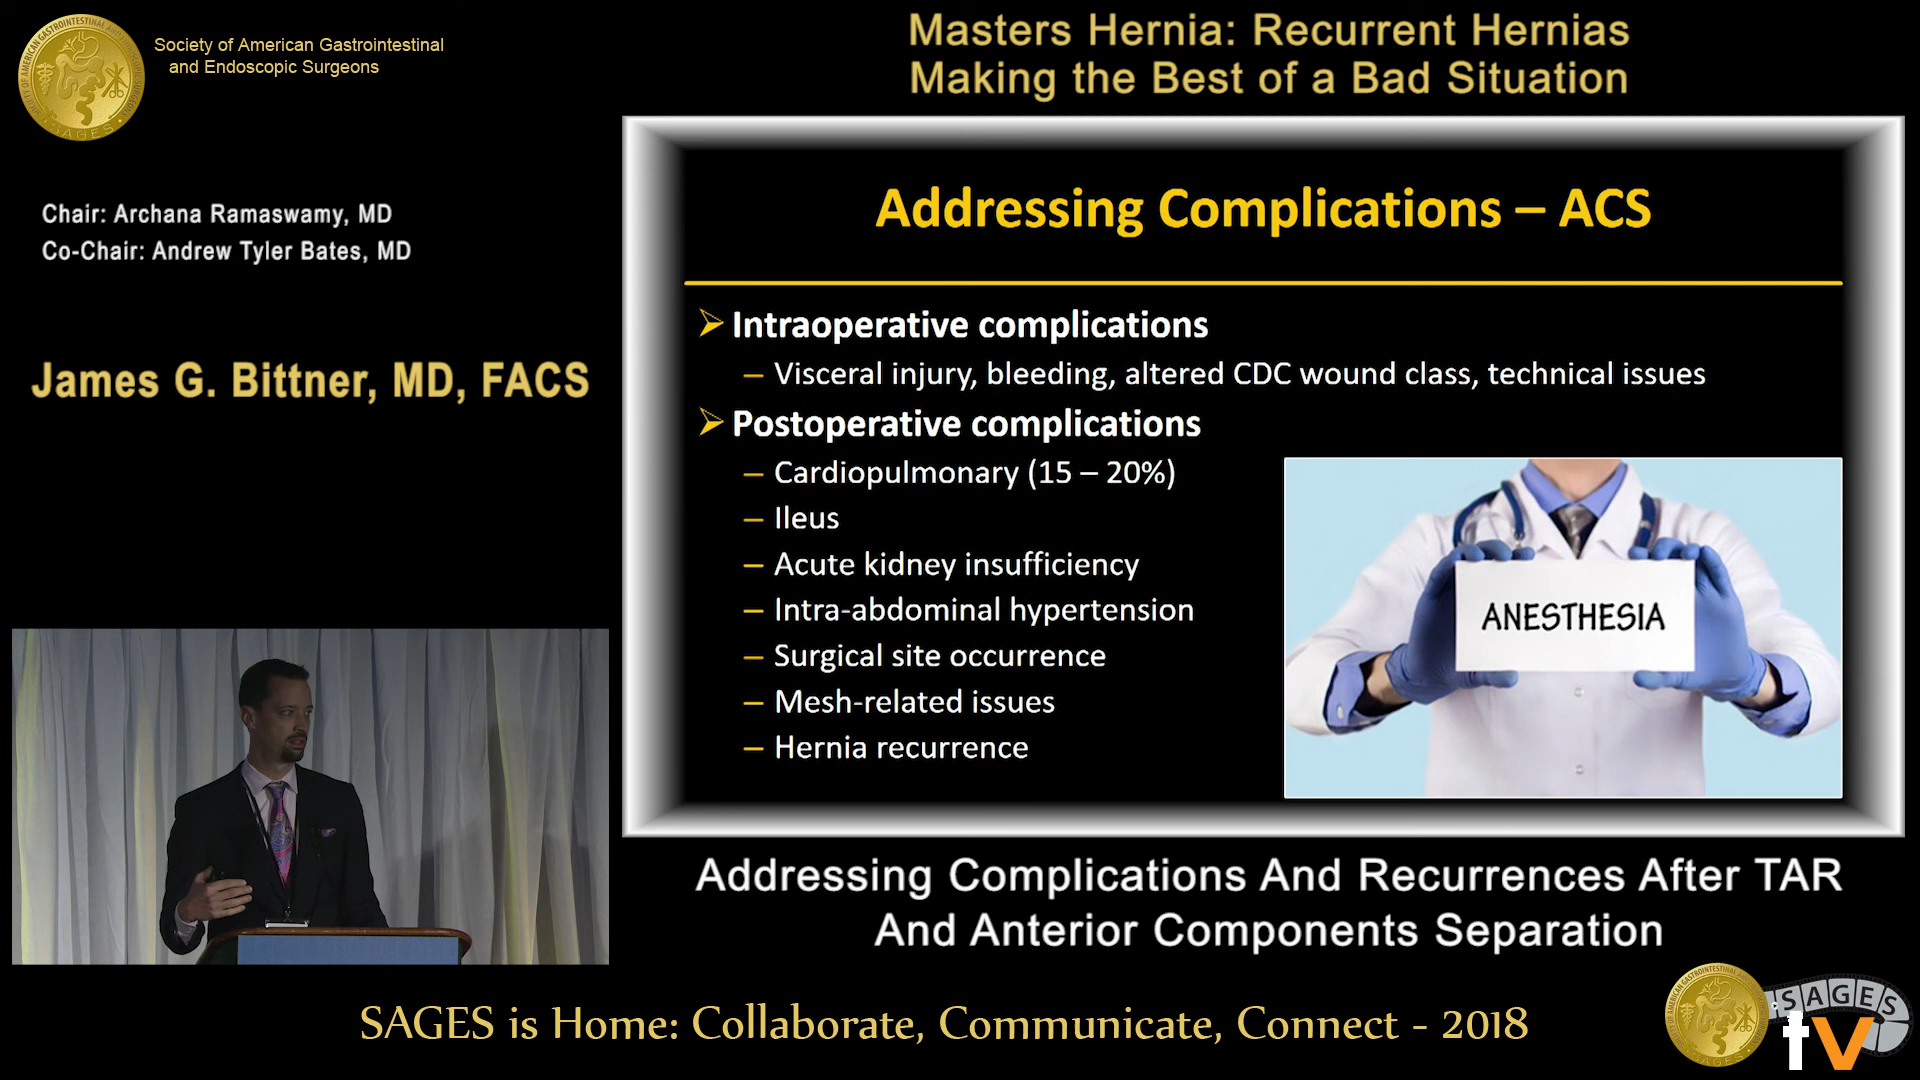 Society of American Gastrointestinal
and Endoscopic Surgeons
Masters Hernia: Recurrent Hernias
Making the Best of a Bad Situation
Chair: Archana Ramaswamy, MD
Co-Chair: Andrew Tyler Bates, MD
James G. Bittner, MD, FACS
Addressing Complications – ACS
Intraoperative complications
– Visceral injury, bleeding, altered CDC wound class, technical issues
Postoperative complications
– Cardiopulmonary (15 – 20%)
– Ileus
– Acute kidney insufficiency
– Intra-abdominal hypertension
– Surgical site occurrence
– Mesh-related issues
– Hernia recurrence
ANESTHESIA
Addressing Complications And Recurrences After TAR
And Anterior Components Separation
SAGES is Home: Collaborate, Communicate, Connect - 2018
SAGES
tv
SAGES